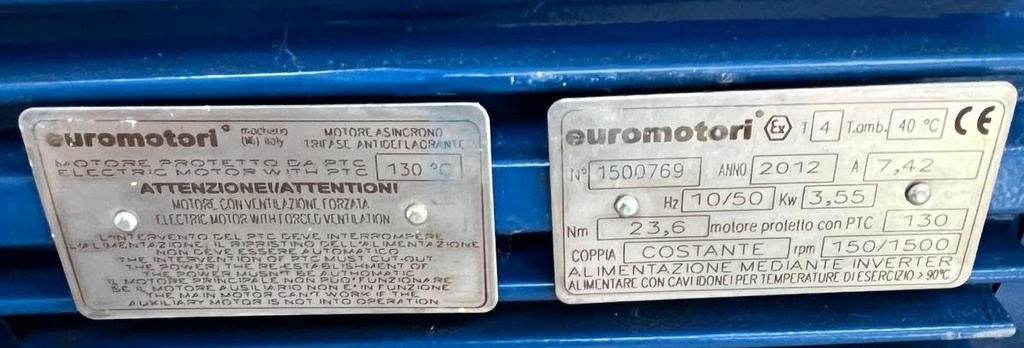 euromotori
MOTORE ASINCRONO
TRIFASE ANTIDEFLAGRANTE
MOTORE PROTETTO DA PTC
ELECTRIC MOTOR WITH PTC 130 °C
ATTENZIONE!/ATTENTION!
MOTORE CON VENTILAZIONE FORZATA
ELECTRIC MOTOR WITH FORCED VENTILATION
L'INTERVENTO DEL PTC DEVE INTERROMPERE
L'ALIMENTAZIONE; IL RIPRISTINO DELL'ALIMENTAZIONE
NON DEVE ESSERE AUTOMATICO
THE INTERVENTION OF PTC MUST CUT-OUT
THE POWER; THE RE-ESTABLISHMENT OF
THE POWER MUSN'T BE AUTHOMATIC
IL MOTORE PRINCIPALE NON PUO' FUNZIONARE
SE IL MOTORE AUSILIARIO NON E' IN FUNZIONE
THE MAIN MOTOR CAN'T WORK IF THE
AUXILIARY MOTOR IS NOT INTO OPERATION
euromotori Ex T 4 T.amb. 40 °C CE
N° 1500769 ANNO 2012 A 7,42
Hz 10/50 Kw 3,55
Nm 23,6 motore protetto con PTC 130
COPPIA COSTANTE rpm 150/1500
ALIMENTAZIONE MEDIANTE INVERTER
ALIMENTARE CON CAVI IDONEI PER TEMPERATURE DI ESERCIZIO > 90°C